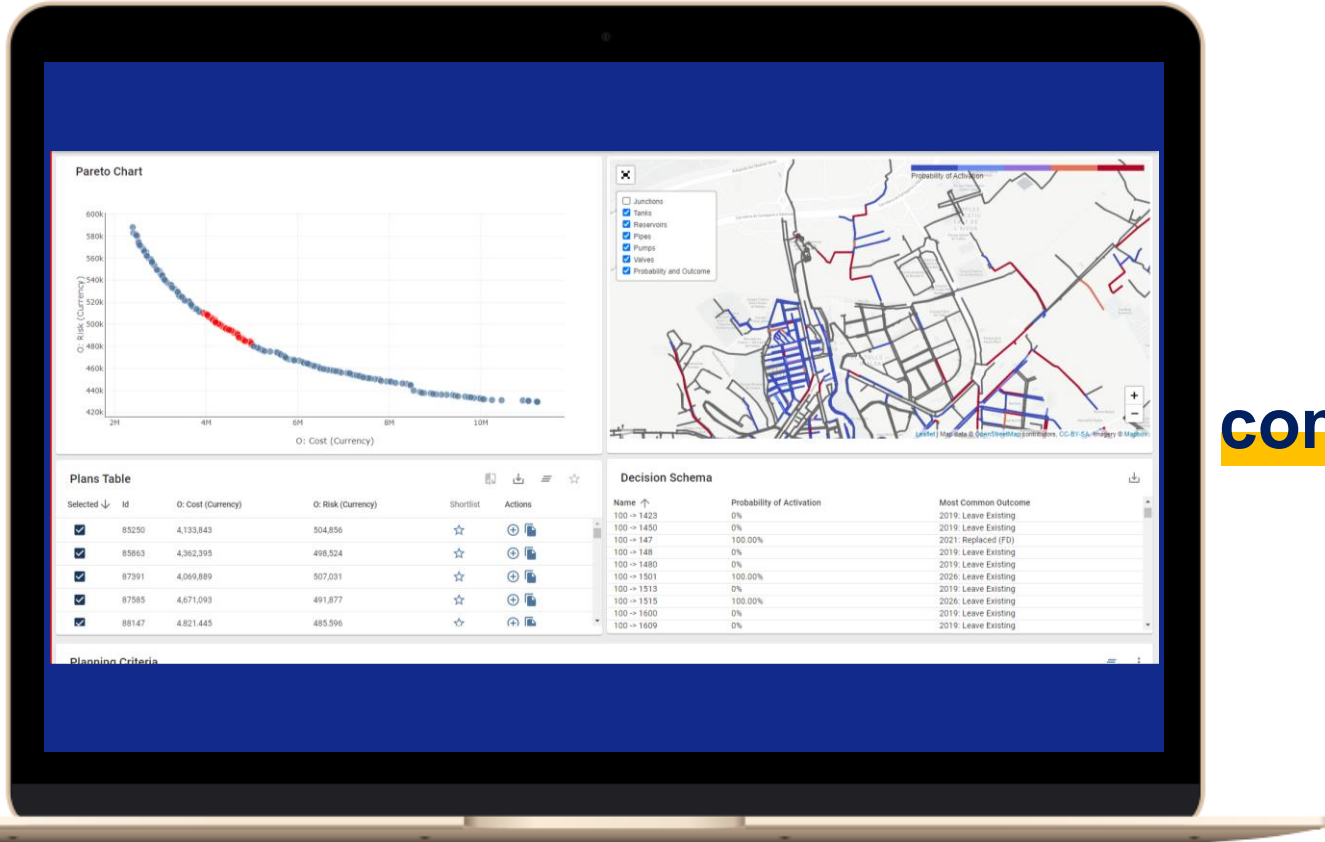 Pareto Chart
600k
580k
560k
540k
520k
500k
480k
460k
440k
420k
O: Risk (Currency)
2M
4M
6M
8M
10M
O: Cost (Currency)
Probability of Activation
Junctions
Tanks
Reservoirs
Pipes
Pumps
Valves
Probability and Outcome
+
−
Leaflet | Map data © OpenStreetMap contributors, CC-BY-SA, Imagery © Mapbox
con
Plans Table
Selected Id O: Cost (Currency) O: Risk (Currency) Shortlist Actions
85250 4,133,843 504,856
85863 4,362,395 498,524
87391 4,069,889 507,031
87585 4,671,093 491,877
88147 4,821,445 485,596
Decision Schema
Name Probability of Activation Most Common Outcome
100 -> 1423 0% 2019: Leave Existing
100 -> 1450 0% 2019: Leave Existing
100 -> 147 100.00% 2021: Replaced (FD)
100 -> 148 0% 2019: Leave Existing
100 -> 1480 0% 2019: Leave Existing
100 -> 1501 100.00% 2026: Leave Existing
100 -> 1513 0% 2019: Leave Existing
100 -> 1515 100.00% 2026: Leave Existing
100 -> 1600 0% 2019: Leave Existing
100 -> 1609 0% 2019: Leave Existing
Planning Criteria